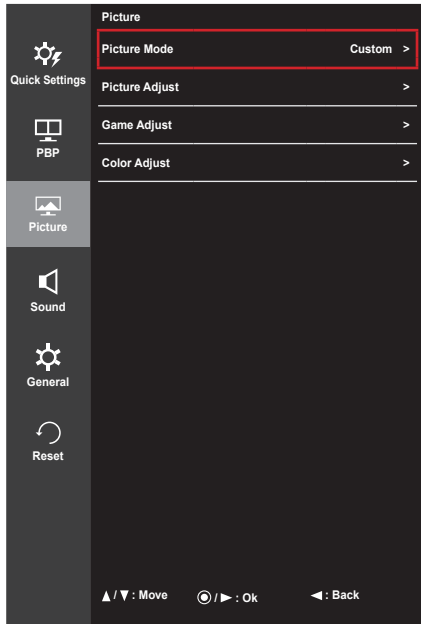 Quick Settings
PBP
Picture
Sound
General
Reset
Picture
Picture Mode Custom >
Picture Adjust >
Game Adjust >
Color Adjust >
▲/▼ : Move ◉/► : Ok ◄ : Back